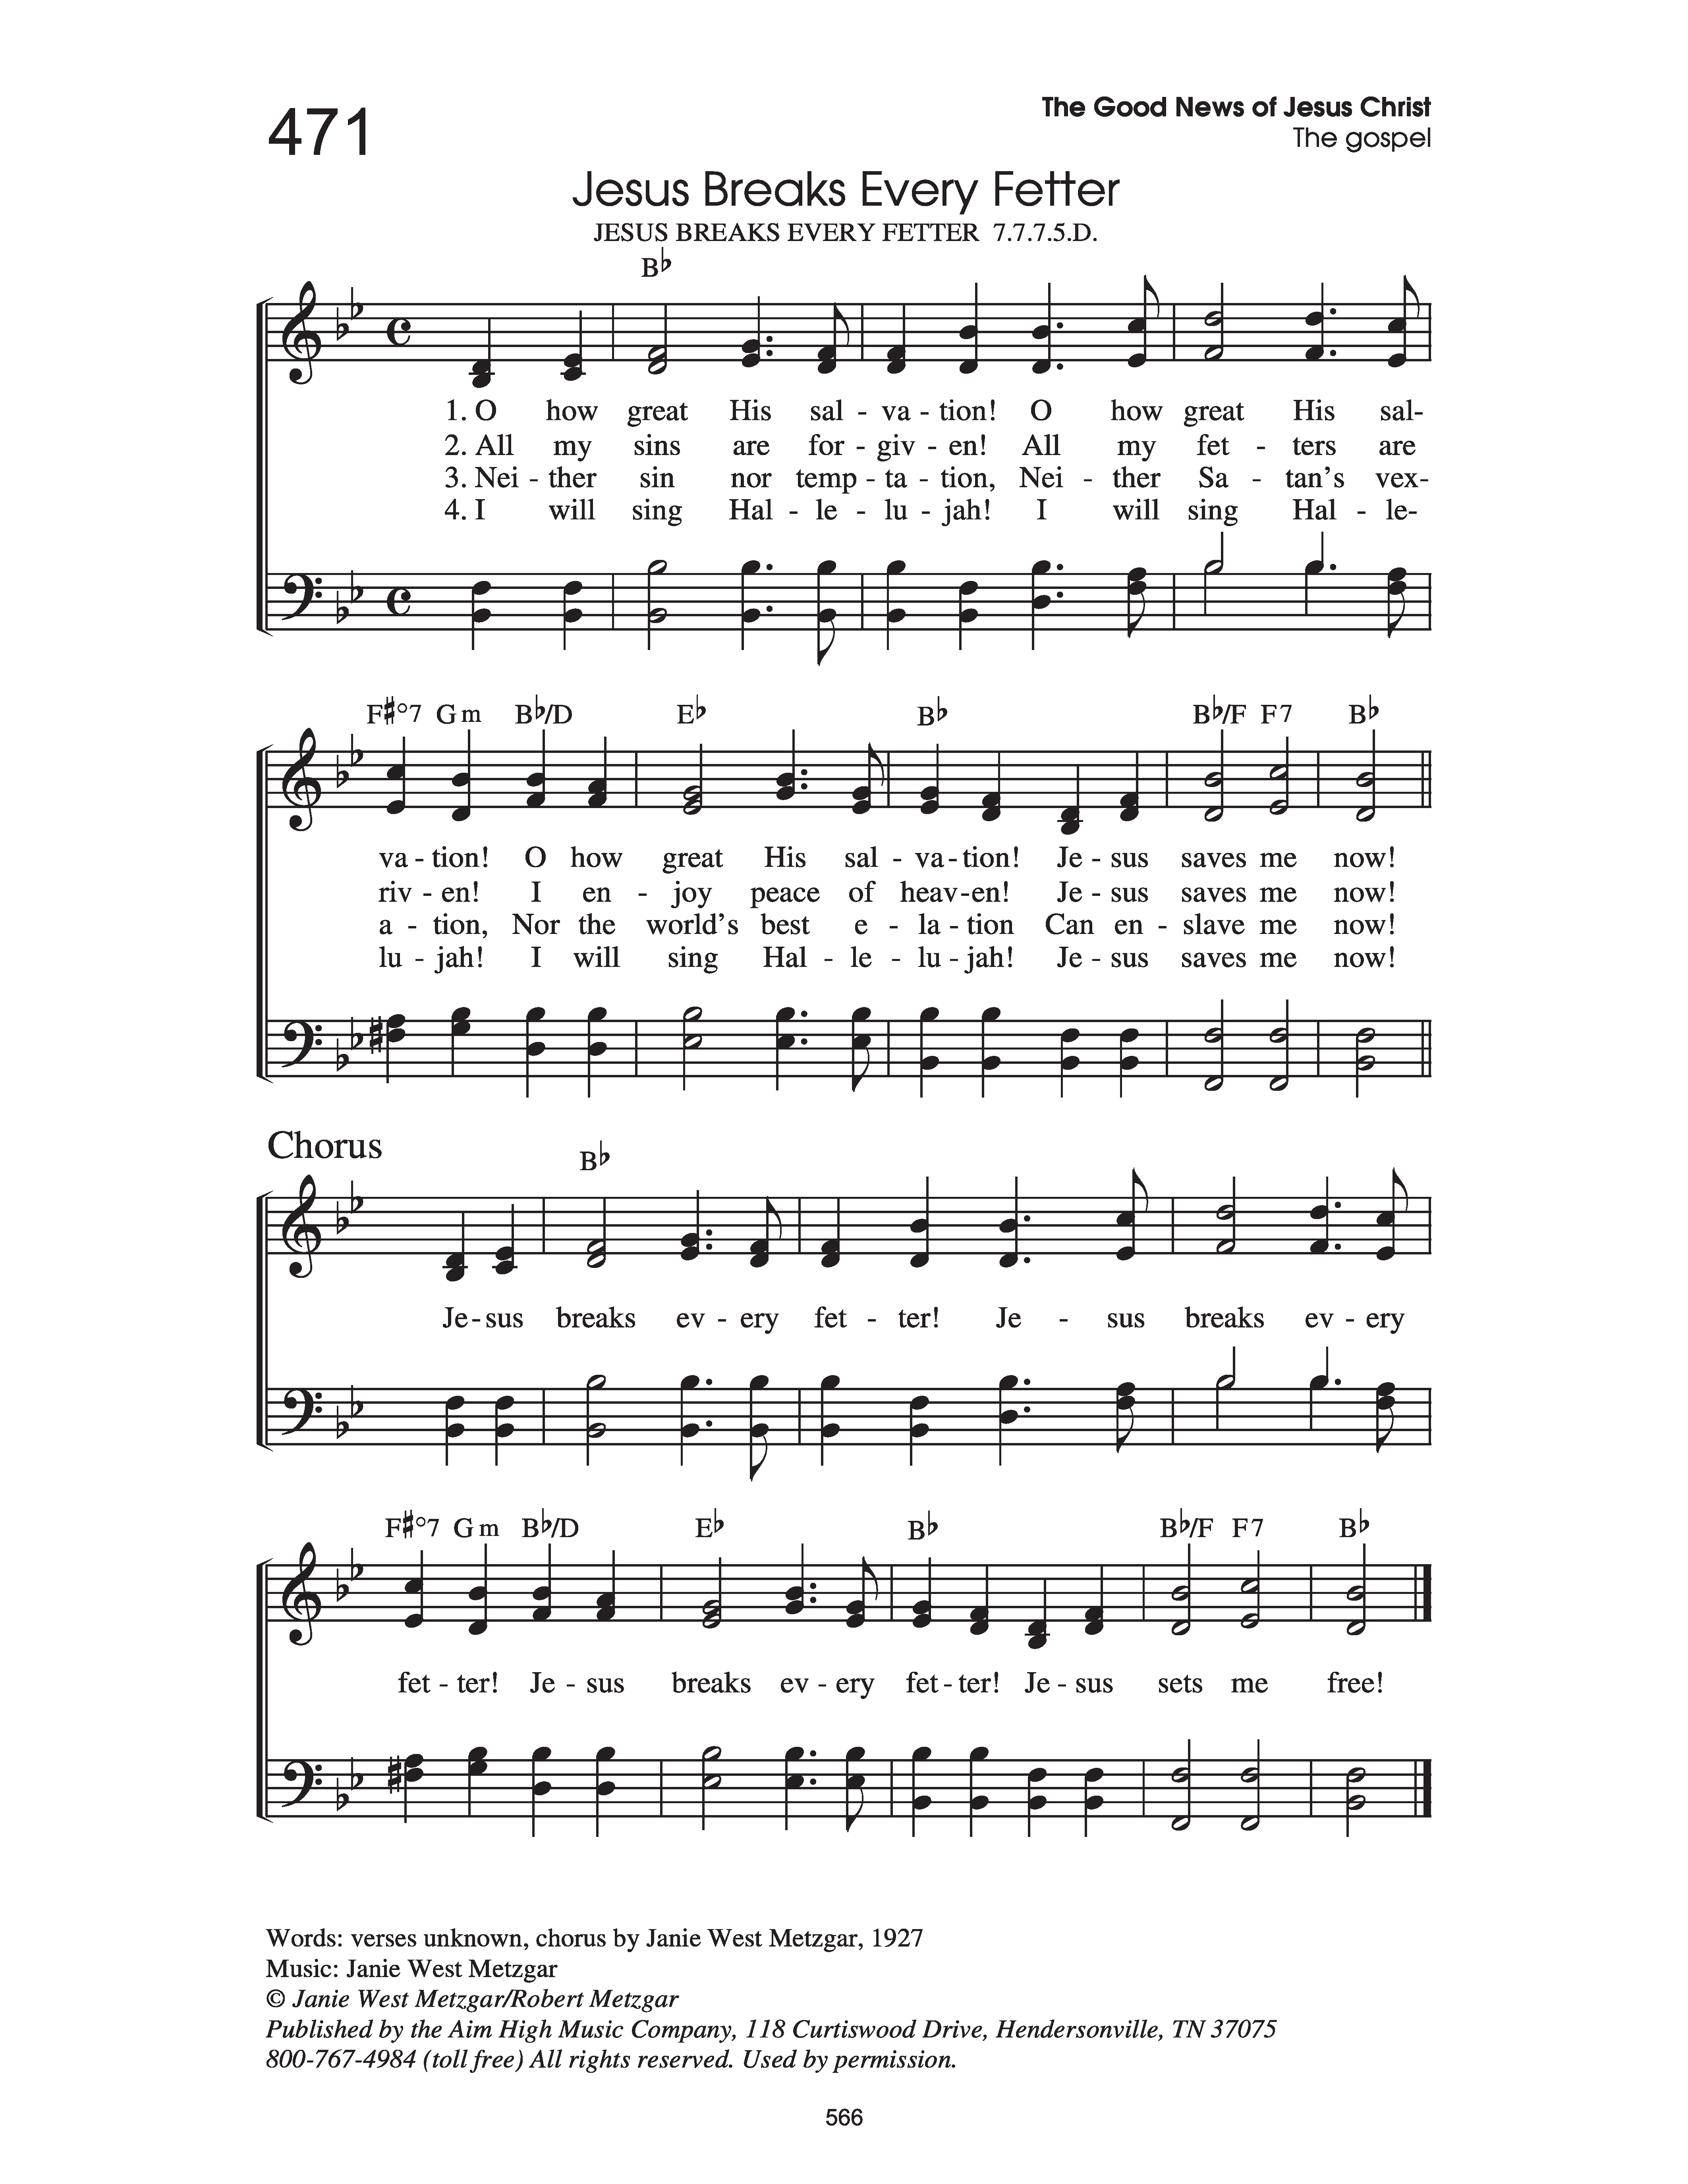 471
The Good News of Jesus Christ
The gospel
Jesus Breaks Every Fetter
JESUS BREAKS EVERY FETTER 7.7.7.5.D.
B♭
1. O how great His sal - va - tion! O how great His sal-
2. All my sins are for - giv - en! All my fet - ters are
3. Nei - ther sin nor temp - ta - tion, Nei - ther Sa - tan's vex-
4. I will sing Hal - le - lu - jah! I will sing Hal - le-
F♯°7 Gm B♭/D E♭ B♭ B♭/F F7 B♭
va - tion! O how great His sal - va - tion! Je - sus saves me now!
riv - en! I en - joy peace of heav-en! Je - sus saves me now!
a - tion, Nor the world's best e - la - tion Can en - slave me now!
lu - jah! I will sing Hal - le - lu - jah! Je - sus saves me now!
Chorus
B♭
Je - sus breaks ev - ery fet - ter! Je - sus breaks ev - ery
F♯°7 Gm B♭/D E♭ B♭ B♭/F F7 B♭
fet - ter! Je - sus breaks ev - ery fet - ter! Je - sus sets me free!
Words: verses unknown, chorus by Janie West Metzgar, 1927
Music: Janie West Metzgar
© Janie West Metzgar/Robert Metzgar
Published by the Aim High Music Company, 118 Curtiswood Drive, Hendersonville, TN 37075
800-767-4984 (toll free) All rights reserved. Used by permission.
566